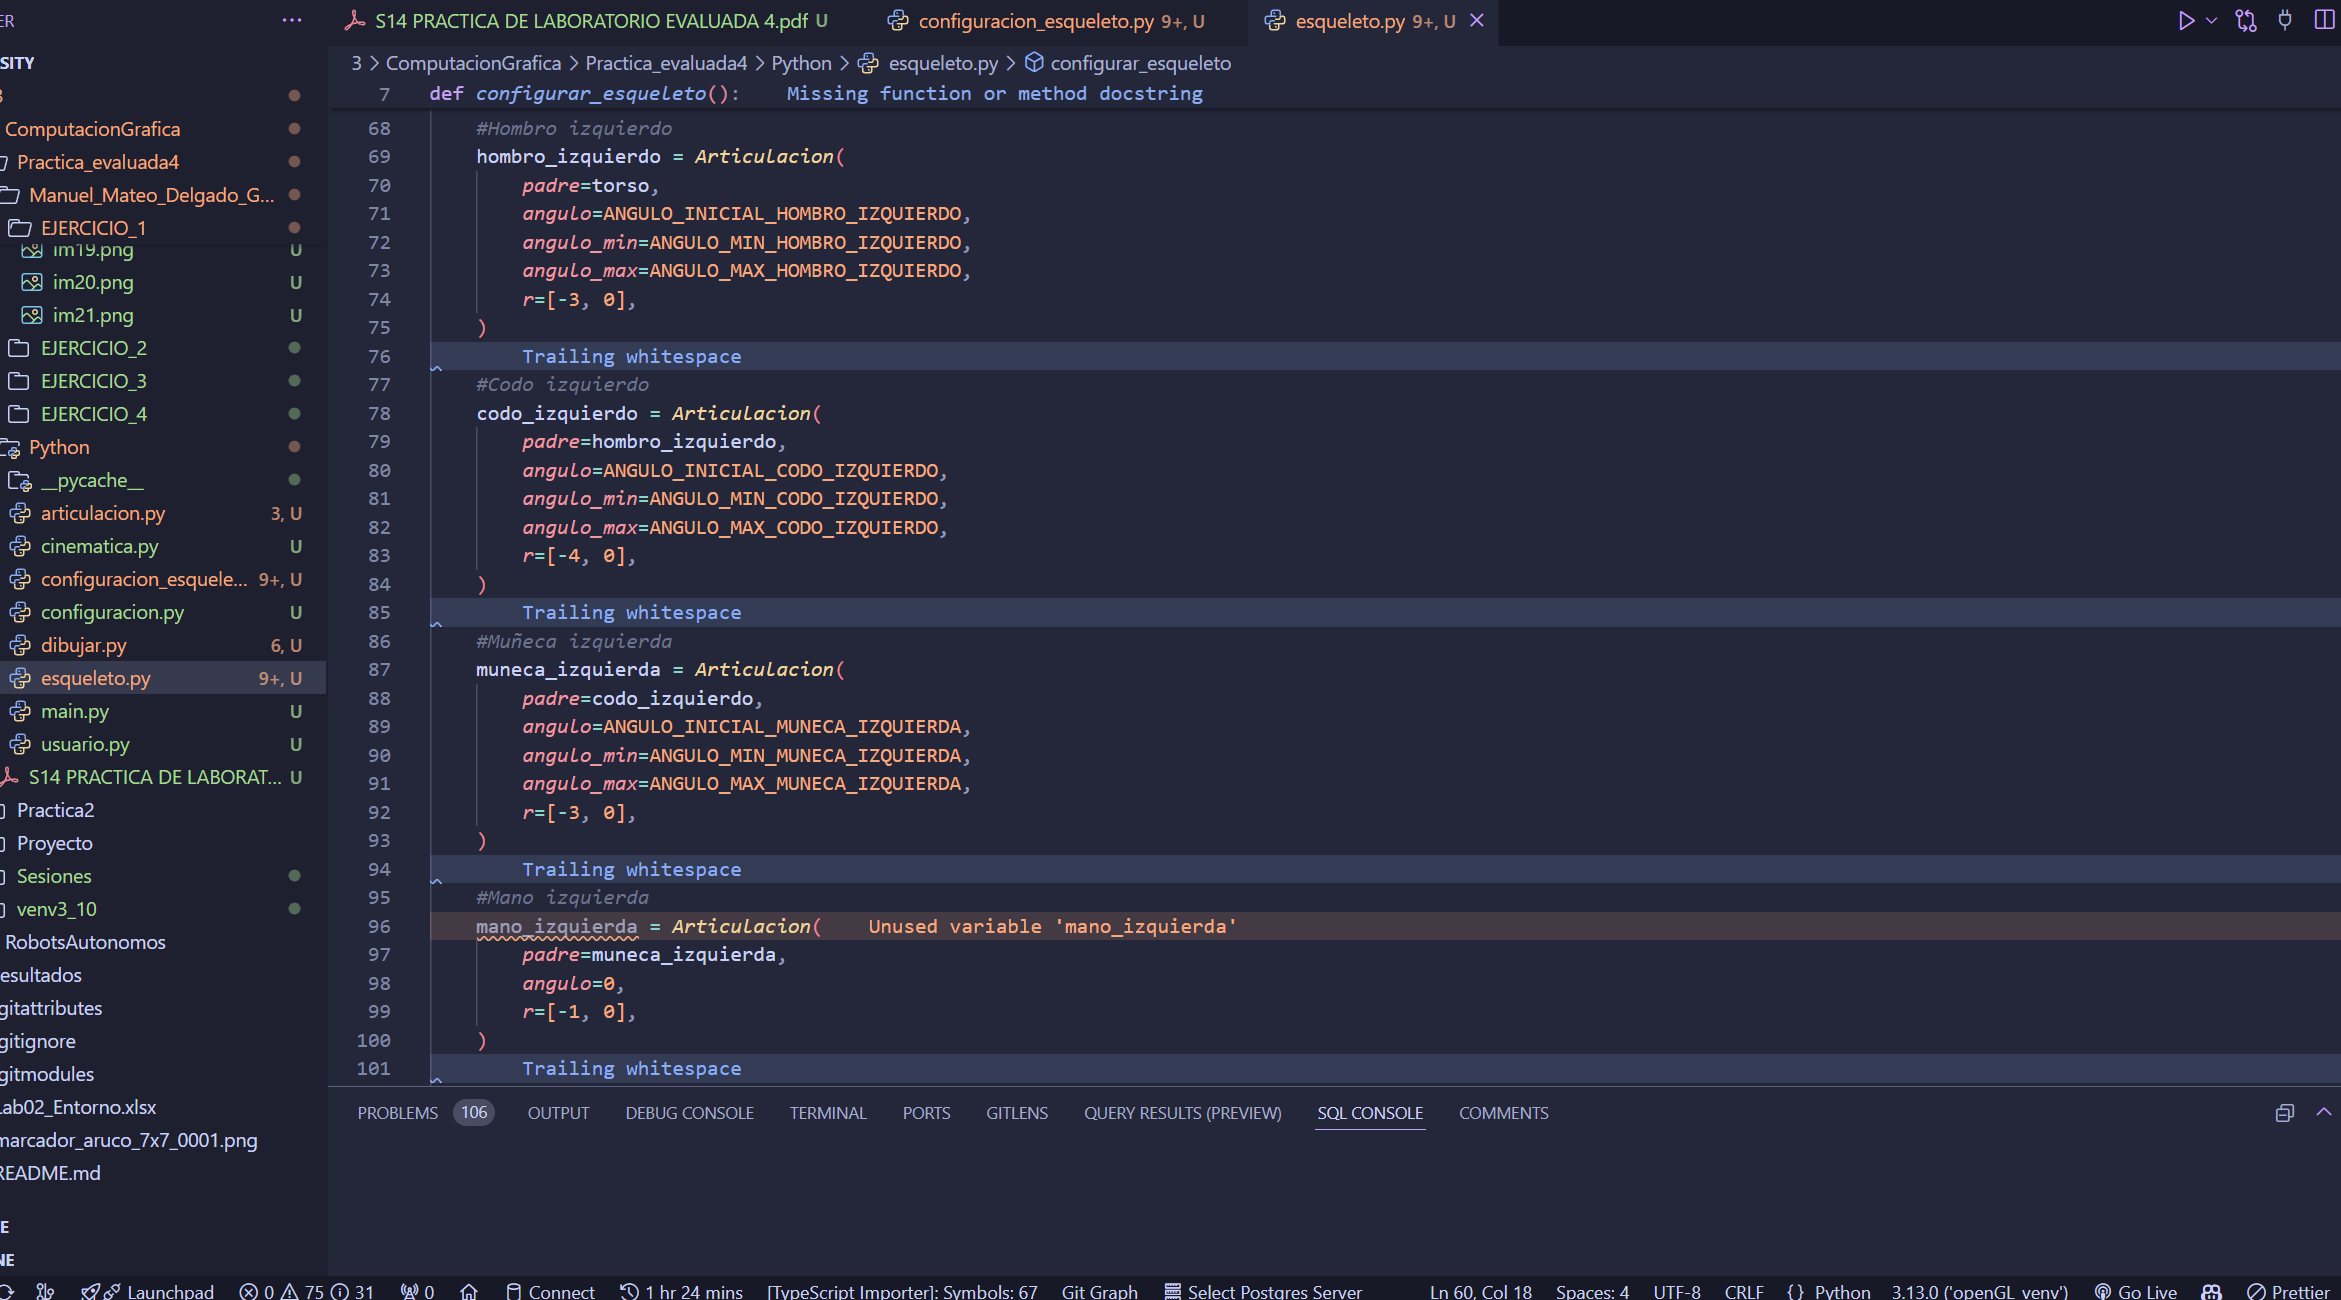 ER ···
S14 PRACTICA DE LABORATORIO EVALUADA 4.pdf U
configuracion_esqueleto.py 9+, U
esqueleto.py 9+, U
SITY
3
ComputacionGrafica
Practica_evaluada4
Manuel_Mateo_Delgado_G...
EJERCICIO_1
im19.png U
im20.png U
im21.png U
EJERCICIO_2
EJERCICIO_3
EJERCICIO_4
Python
__pycache__
articulacion.py 3, U
cinematica.py U
configuracion_esquele... 9+, U
configuracion.py U
dibujar.py 6, U
esqueleto.py 9+, U
main.py U
usuario.py U
S14 PRACTICA DE LABORAT... U
Practica2
Proyecto
Sesiones
venv3_10
RobotsAutonomos
esultados
gitattributes
gitignore
gitmodules
Lab02_Entorno.xlsx
marcador_aruco_7x7_0001.png
README.md
E
NE
3 > ComputacionGrafica > Practica_evaluada4 > Python > esqueleto.py > configurar_esqueleto
7 def configurar_esqueleto(): Missing function or method docstring
68 #Hombro izquierdo
69 hombro_izquierdo = Articulacion(
70 padre=torso,
71 angulo=ANGULO_INICIAL_HOMBRO_IZQUIERDO,
72 angulo_min=ANGULO_MIN_HOMBRO_IZQUIERDO,
73 angulo_max=ANGULO_MAX_HOMBRO_IZQUIERDO,
74 r=[-3, 0],
75 )
76 Trailing whitespace
77 #Codo izquierdo
78 codo_izquierdo = Articulacion(
79 padre=hombro_izquierdo,
80 angulo=ANGULO_INICIAL_CODO_IZQUIERDO,
81 angulo_min=ANGULO_MIN_CODO_IZQUIERDO,
82 angulo_max=ANGULO_MAX_CODO_IZQUIERDO,
83 r=[-4, 0],
84 )
85 Trailing whitespace
86 #Muñeca izquierda
87 muneca_izquierda = Articulacion(
88 padre=codo_izquierdo,
89 angulo=ANGULO_INICIAL_MUNECA_IZQUIERDA,
90 angulo_min=ANGULO_MIN_MUNECA_IZQUIERDA,
91 angulo_max=ANGULO_MAX_MUNECA_IZQUIERDA,
92 r=[-3, 0],
93 )
94 Trailing whitespace
95 #Mano izquierda
96 mano_izquierda = Articulacion( Unused variable 'mano_izquierda'
97 padre=muneca_izquierda,
98 angulo=0,
99 r=[-1, 0],
100 )
101 Trailing whitespace
PROBLEMS 106 OUTPUT DEBUG CONSOLE TERMINAL PORTS GITLENS QUERY RESULTS (PREVIEW) SQL CONSOLE COMMENTS
Launchpad 0 75 31 0 Connect 1 hr 24 mins [TypeScript Importer]: Symbols: 67 Git Graph Select Postgres Server Ln 60, Col 18 Spaces: 4 UTF-8 CRLF {} Python 3.13.0 ('openGL_venv') Go Live Prettier